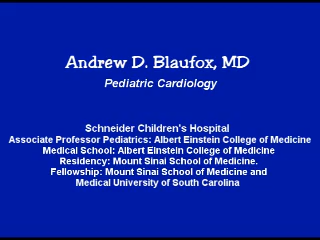 Andrew D. Blaufox, MD
Pediatric Cardiology
Schneider Children's Hospital
Associate Professor Pediatrics: Albert Einstein College of Medicine
Medical School: Albert Einstein College of Medicine
Residency: Mount Sinai School of Medicine.
Fellowship: Mount Sinai School of Medicine and
Medical University of South Carolina